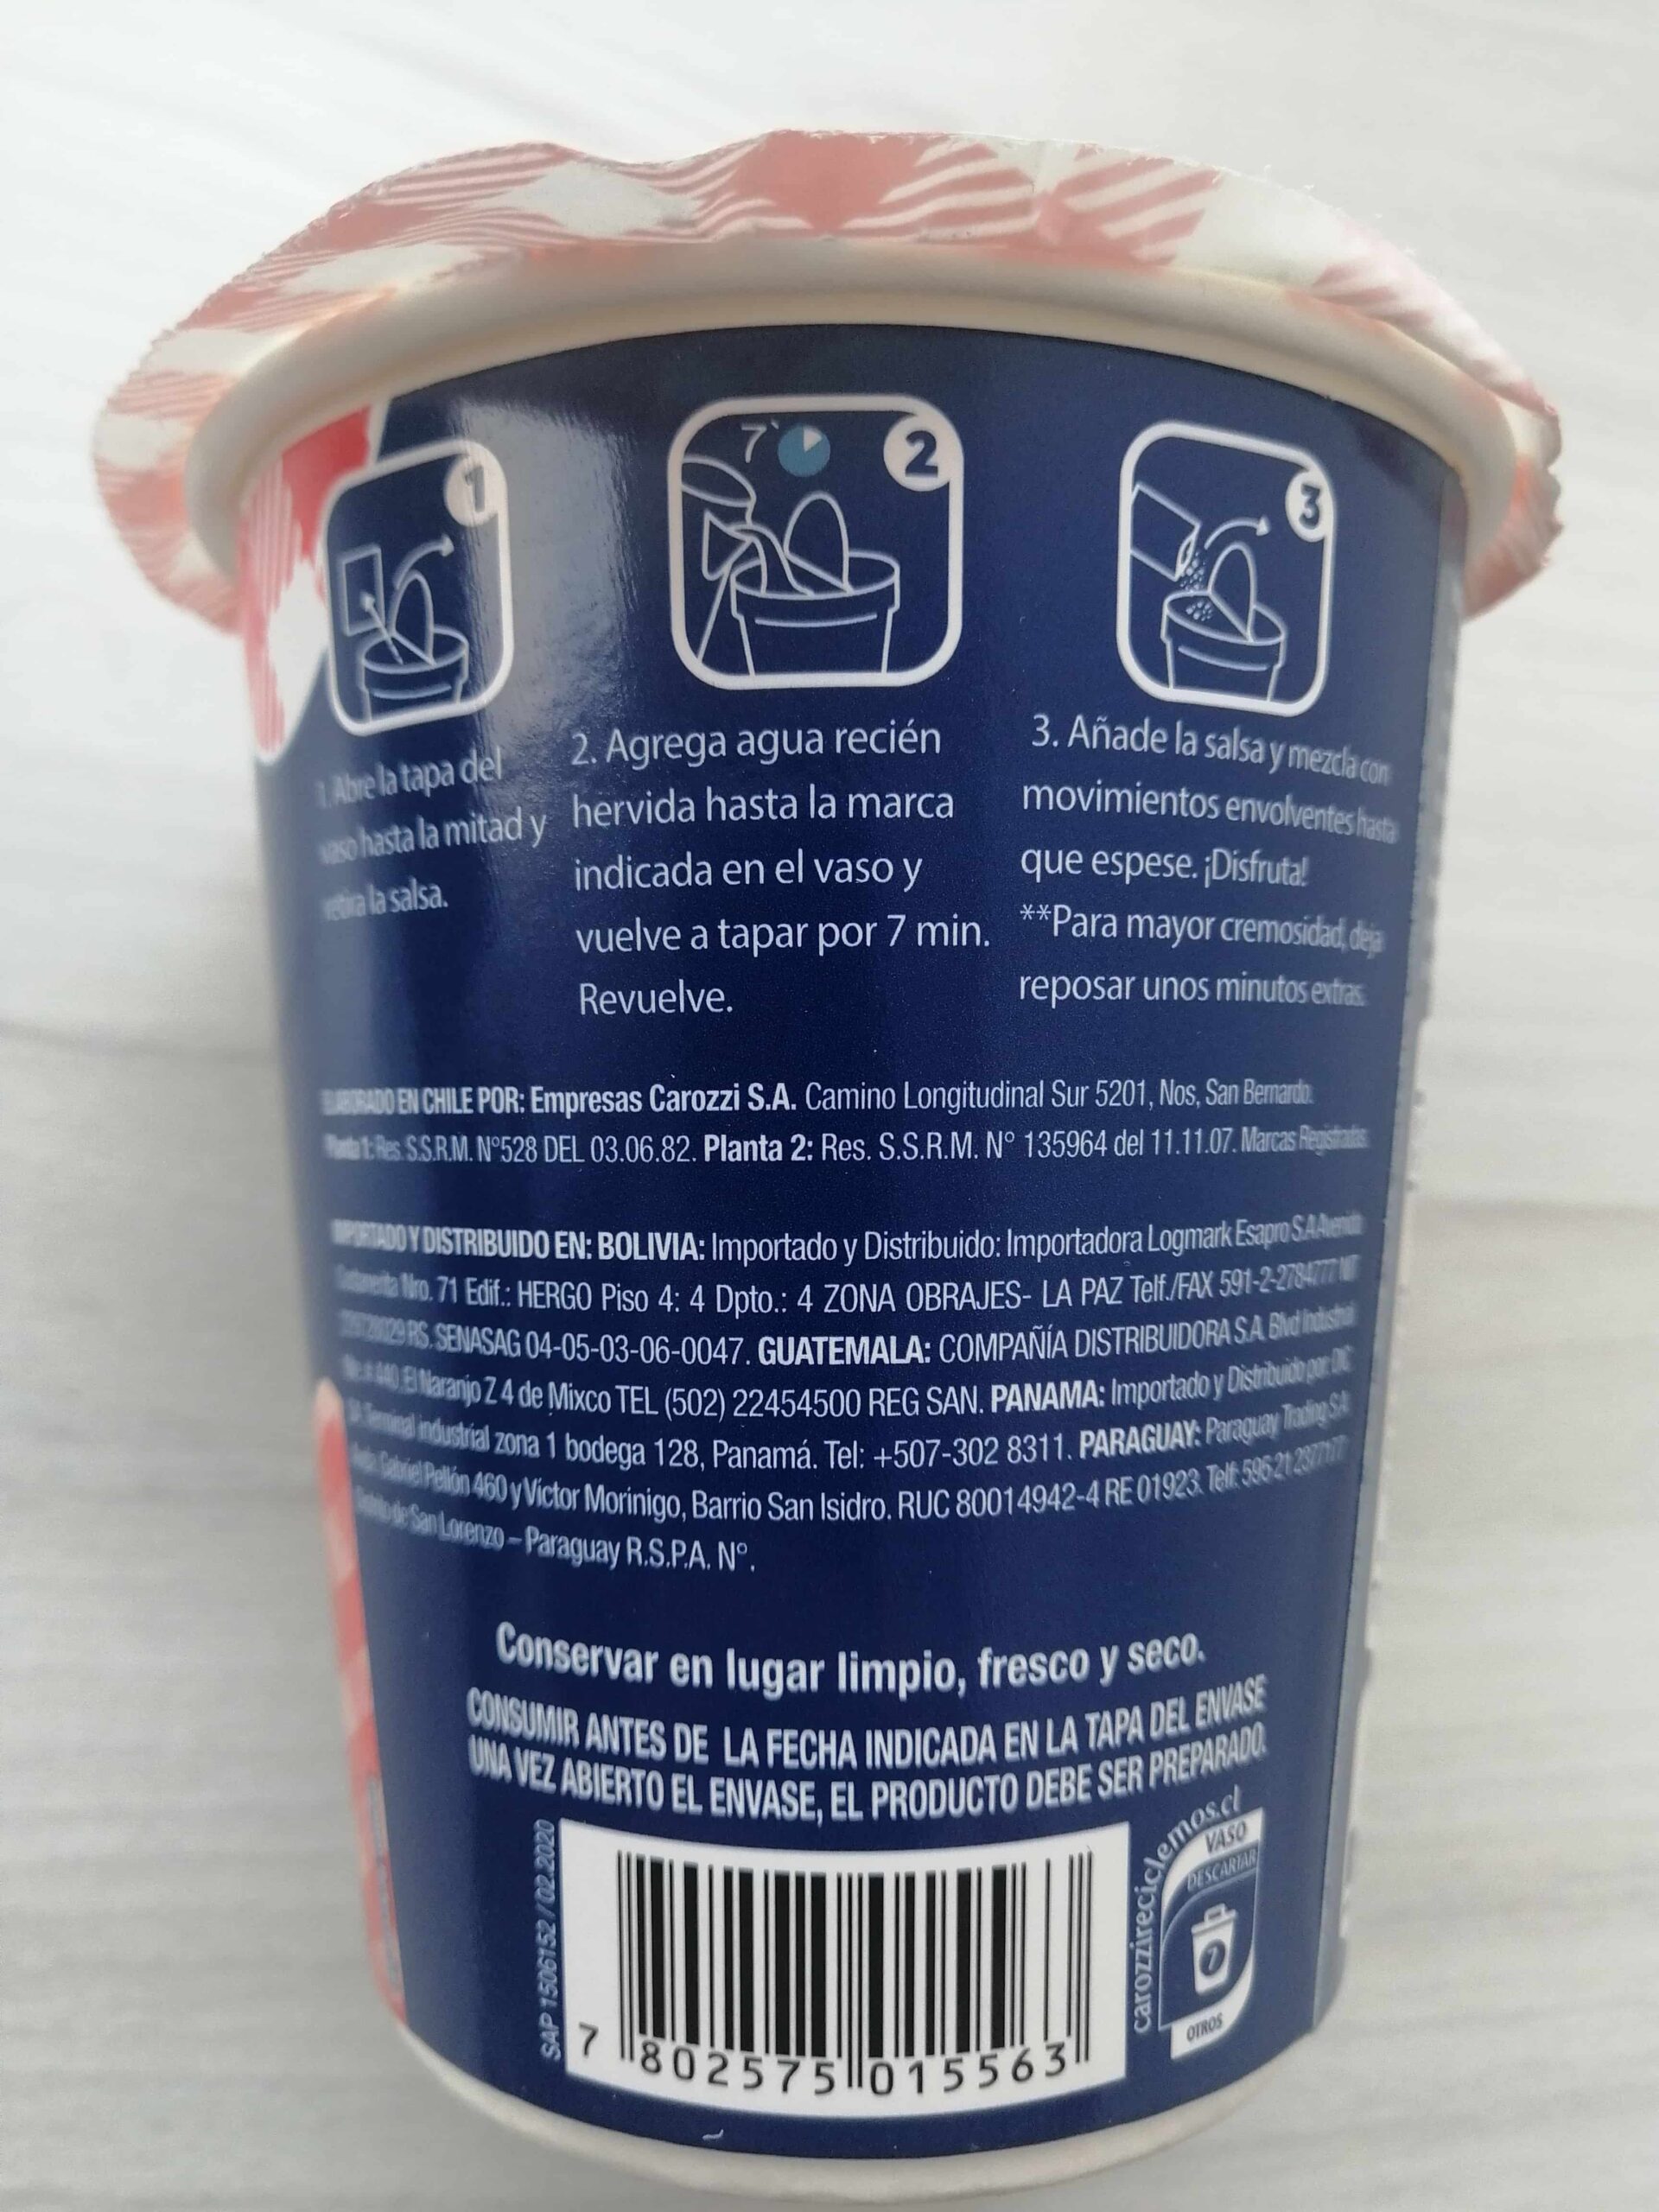 1
7`
2
3
1. Abre la tapa del
vaso hasta la mitad y
retira la salsa.
2. Agrega agua recién
hervida hasta la marca
indicada en el vaso y
vuelve a tapar por 7 min.
Revuelve.
3. Añade la salsa y mezcla con
movimientos envolventes hasta
que espese. ¡Disfruta!
**Para mayor cremosidad, deja
reposar unos minutos extras.
ELABORADO EN CHILE POR: Empresas Carozzi S.A. Camino Longitudinal Sur 5201, Nos, San Bernardo.
Planta 1: Res. S.S.R.M. N°528 DEL 03.06.82. Planta 2: Res. S.S.R.M. N° 135964 del 11.11.07. Marcas Registradas
IMPORTADO Y DISTRIBUIDO EN: BOLIVIA: Importado y Distribuido: Importadora Logmark Esapro S.A Avenida
Nro. 71 Edif.: HERGO Piso 4: 4 Dpto.: 4 ZONA OBRAJES- LA PAZ Telf./FAX 591-2-2784777 NIT
RS. SENASAG 04-05-03-06-0047. GUATEMALA: COMPAÑÍA DISTRIBUIDORA S.A. Blvd Industrial
440, El Naranjo Z 4 de Mixco TEL (502) 22454500 REG SAN. PANAMA: Importado y Distribuido por:
Terminal industrial zona 1 bodega 128, Panamá. Tel: +507-302 8311. PARAGUAY: Paraguay Trading S.A.
Avda. Gabriel Pellón 460 y Víctor Morínigo, Barrio San Isidro. RUC 80014942-4 RE 01923. Telf: 596 21 2377177
de San Lorenzo – Paraguay R.S.P.A. N°.
Conservar en lugar limpio, fresco y seco.
CONSUMIR ANTES DE LA FECHA INDICADA EN LA TAPA DEL ENVASE
UNA VEZ ABIERTO EL ENVASE, EL PRODUCTO DEBE SER PREPARADO.
SAP 1506152 / 02.2020
7 802575 015563
carozzireciclemos.cl
VASO
DESCARTAR
7
OTROS